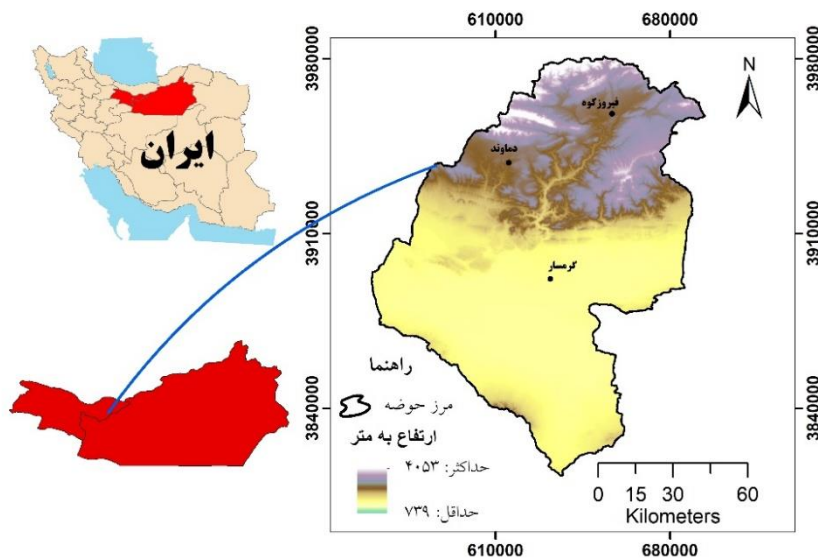 610000 680000
3980000
3910000
3840000
N
ایران
فیروزکوه
دماوند
گرمسار
راهنما
مرز حوضه
ارتفاع به متر
حداکثر: ۴۰۵۳
حداقل: ۷۳۹
0 15 30 60
Kilometers
3980000
3910000
3840000
610000 680000